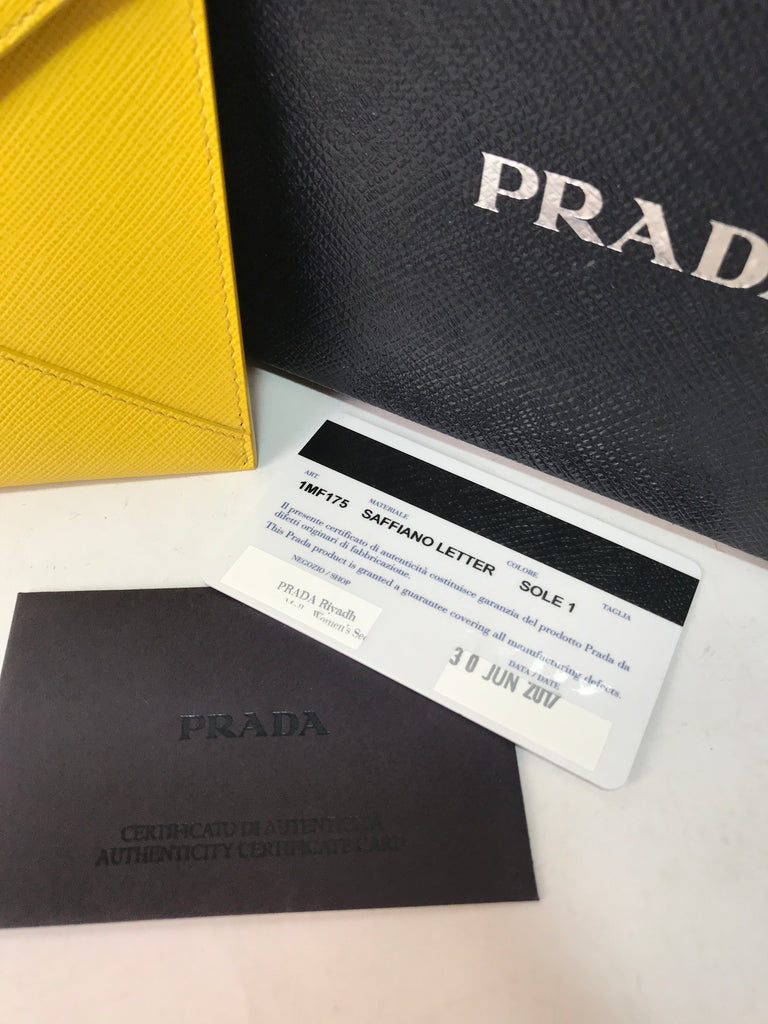 PRADA
ART
1MF175
MATERIALE
SAFFIANO LETTER
COLORE
SOLE 1
TAGLIA
Il presente certificato di autenticità costituisce garanzia del prodotto Prada da
difetti originari di fabbricazione.
This Prada product is granted a guarantee covering all manufacturing defects.
NEGOZIO / SHOP
PRADA Riyadh
Women's
DATA / DATE
30 JUN 2017
PRADA
CERTIFICATO DI AUTENTICITÀ
AUTHENTICITY CERTIFICATE CARD